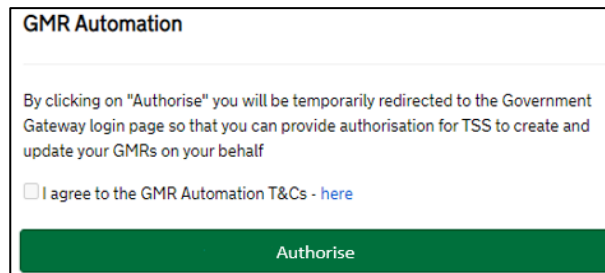 GMR Automation
By clicking on "Authorise" you will be temporarily redirected to the Government
Gateway login page so that you can provide authorisation for TSS to create and
update your GMRs on your behalf
I agree to the GMR Automation T&Cs - here
Authorise